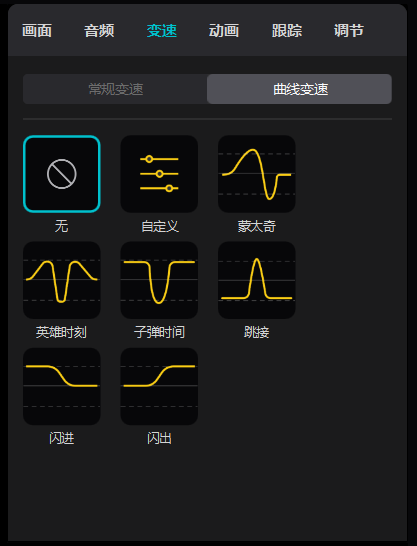 画面 音频 变速 动画 跟踪 调节
常规变速 曲线变速
无 自定义 蒙太奇
英雄时刻 子弹时间 跳接
闪进 闪出